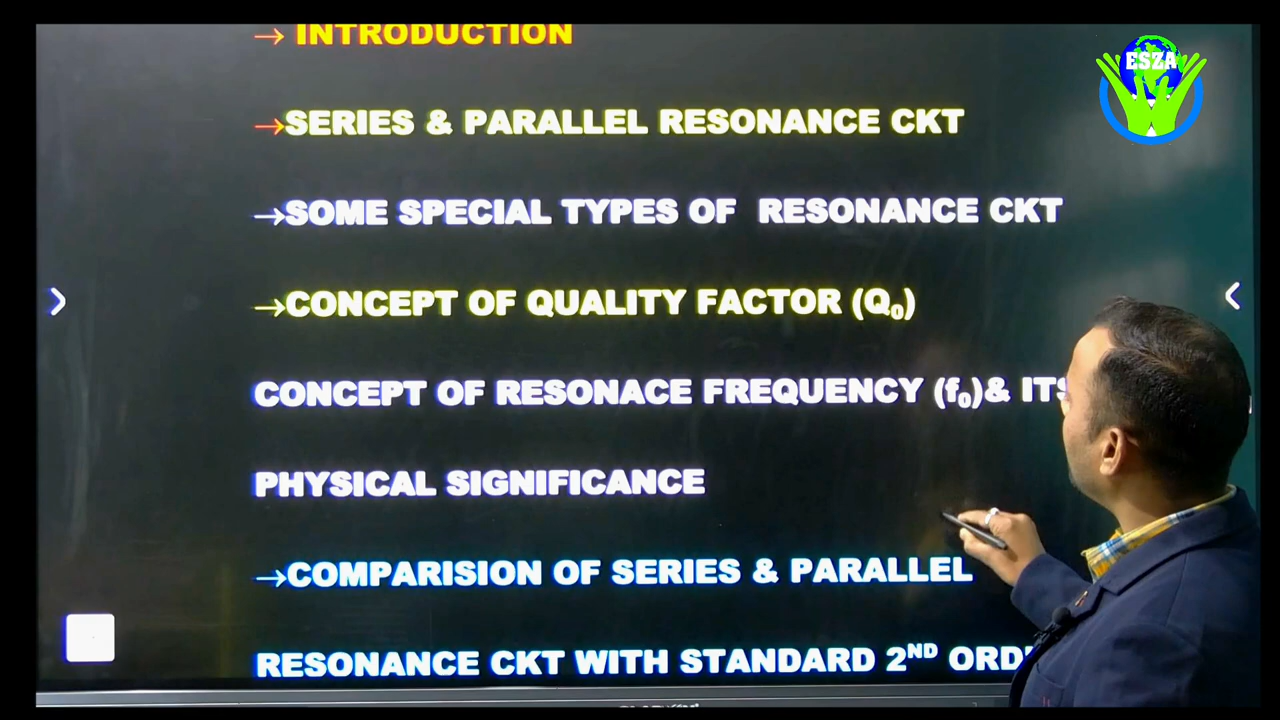 → INTRODUCTION
ESZA
→SERIES & PARALLEL RESONANCE CKT
→SOME SPECIAL TYPES OF RESONANCE CKT
→CONCEPT OF QUALITY FACTOR (Q₀)
CONCEPT OF RESONACE FREQUENCY (f₀)& ITS
PHYSICAL SIGNIFICANCE
→COMPARISION OF SERIES & PARALLEL
RESONANCE CKT WITH STANDARD 2ᴺᴰ